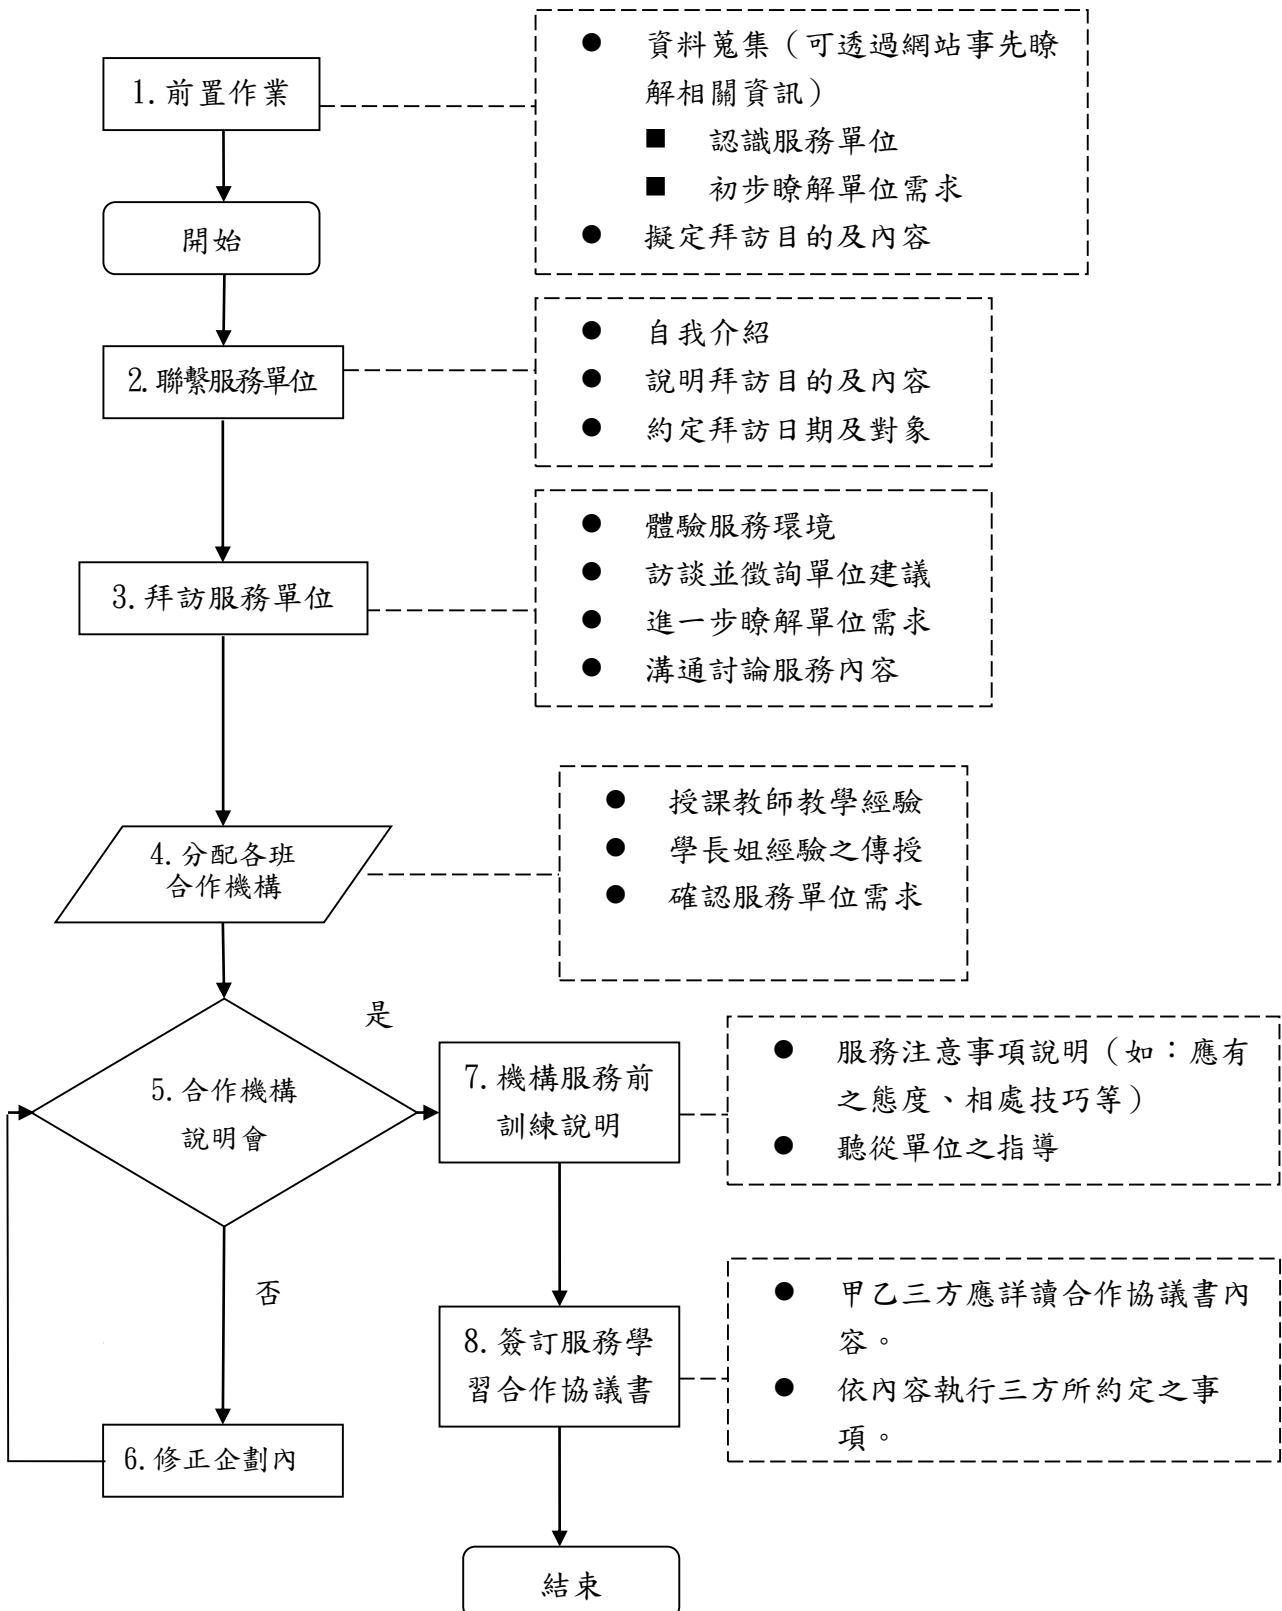 1.前置作業
● 資料蒐集（可透過網站事先瞭
解相關資訊）
■ 認識服務單位
■ 初步瞭解單位需求
● 擬定拜訪目的及內容
開始
2.聯繫服務單位
● 自我介紹
● 說明拜訪目的及內容
● 約定拜訪日期及對象
3.拜訪服務單位
● 體驗服務環境
● 訪談並徵詢單位建議
● 進一步瞭解單位需求
● 溝通討論服務內容
4.分配各班
合作機構
● 授課教師教學經驗
● 學長姐經驗之傳授
● 確認服務單位需求
5.合作機構
說明會
是
否
6.修正企劃內
7.機構服務前
訓練說明
● 服務注意事項說明（如：應有
之態度、相處技巧等）
● 聽從單位之指導
8.簽訂服務學
習合作協議書
● 甲乙三方應詳讀合作協議書內
容。
● 依內容執行三方所約定之事
項。
結束